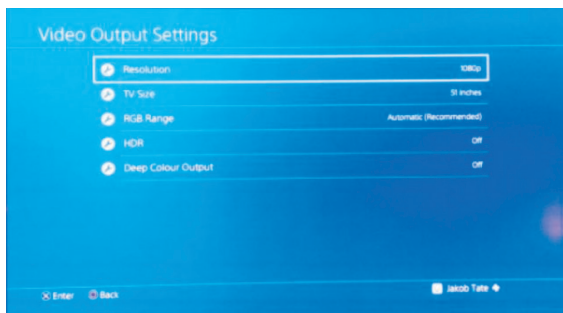 Video Output Settings
Resolution 1080p
TV Size 51 inches
RGB Range Automatic (Recommended)
HDR Off
Deep Colour Output Off
Enter Back Jakob Tate